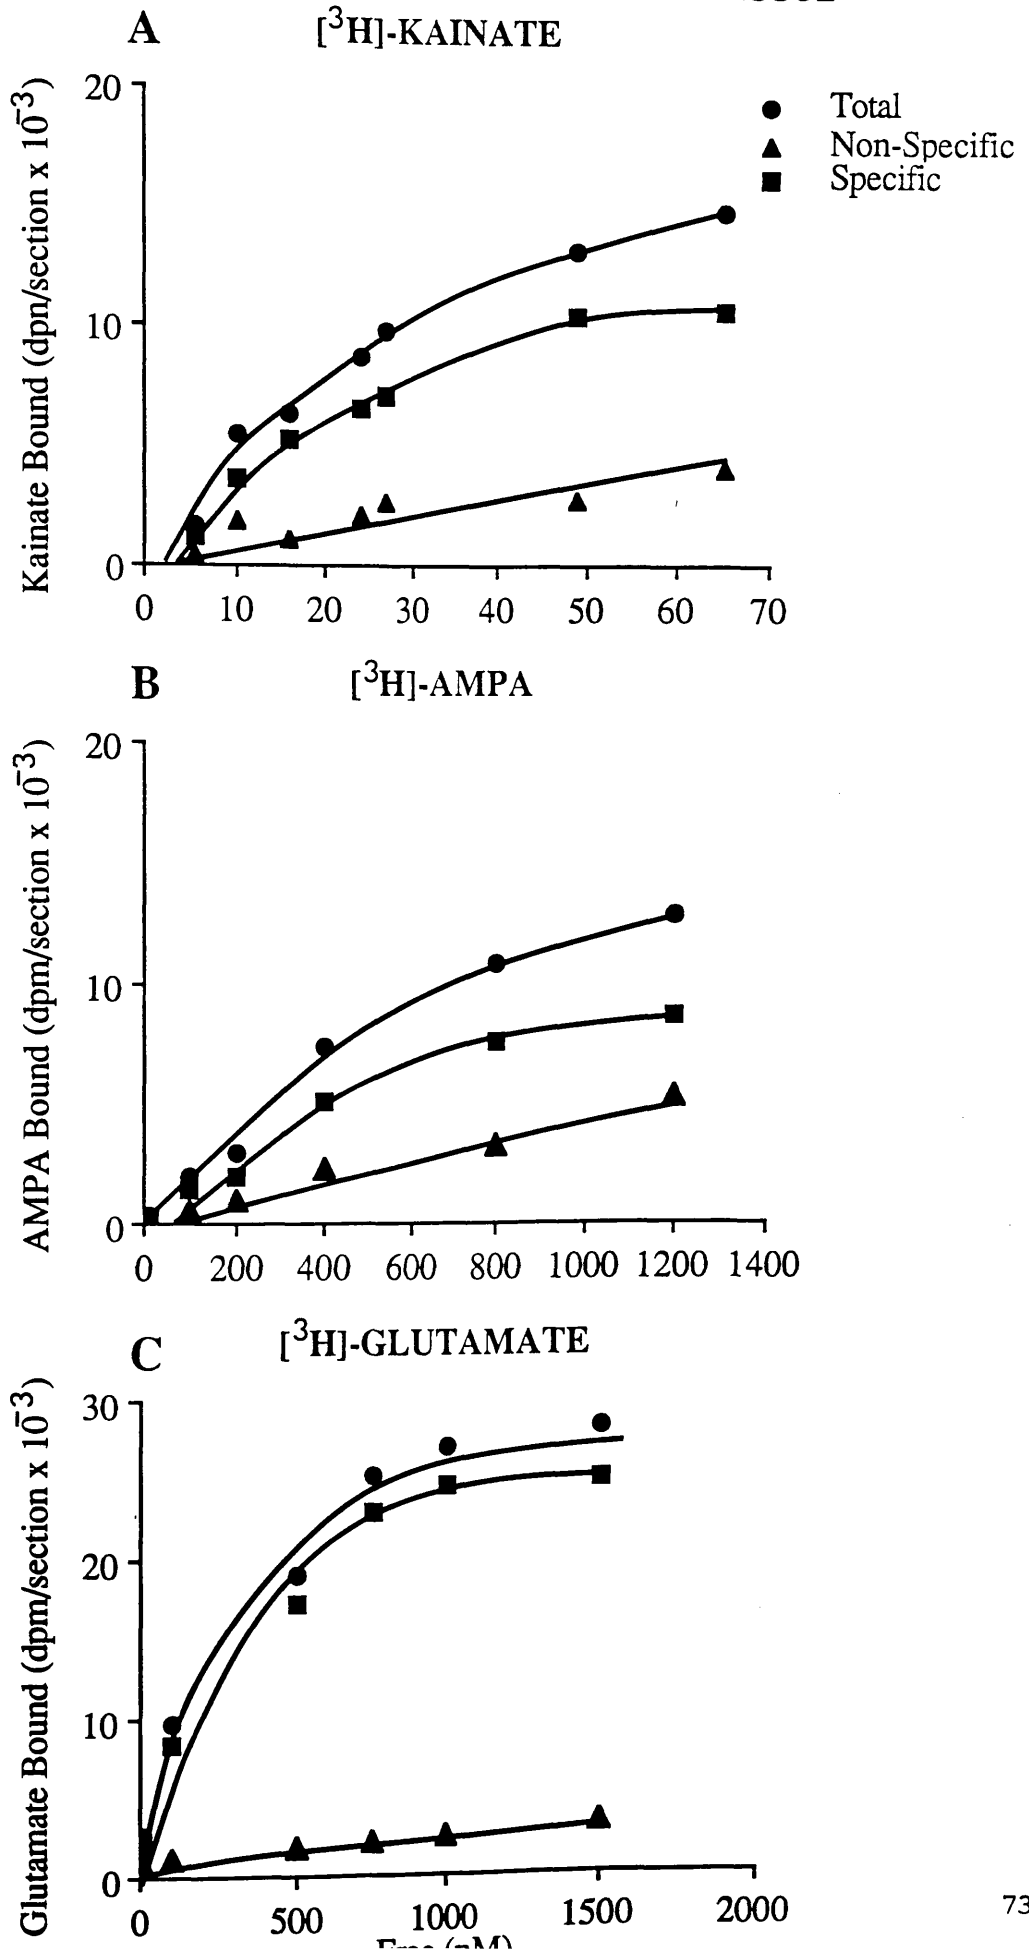 A [³H]-KAINATE
Kainate Bound (dpn/section x 10⁻³)
20
10
0
Total
Non-Specific
Specific
0 10 20 30 40 50 60 70
B [³H]-AMPA
AMPA Bound (dpm/section x 10⁻³)
20
10
0
0 200 400 600 800 1000 1200 1400
C [³H]-GLUTAMATE
Glutamate Bound (dpm/section x 10⁻³)
30
20
10
0
0 500 1000 1500 2000
73